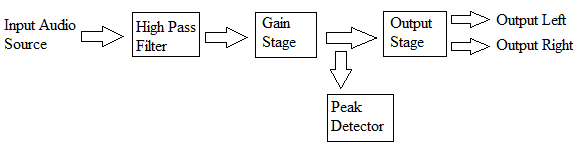 Input Audio
Source
High Pass
Filter
Gain
Stage
Output
Stage
Output Left
Output Right
Peak
Detector